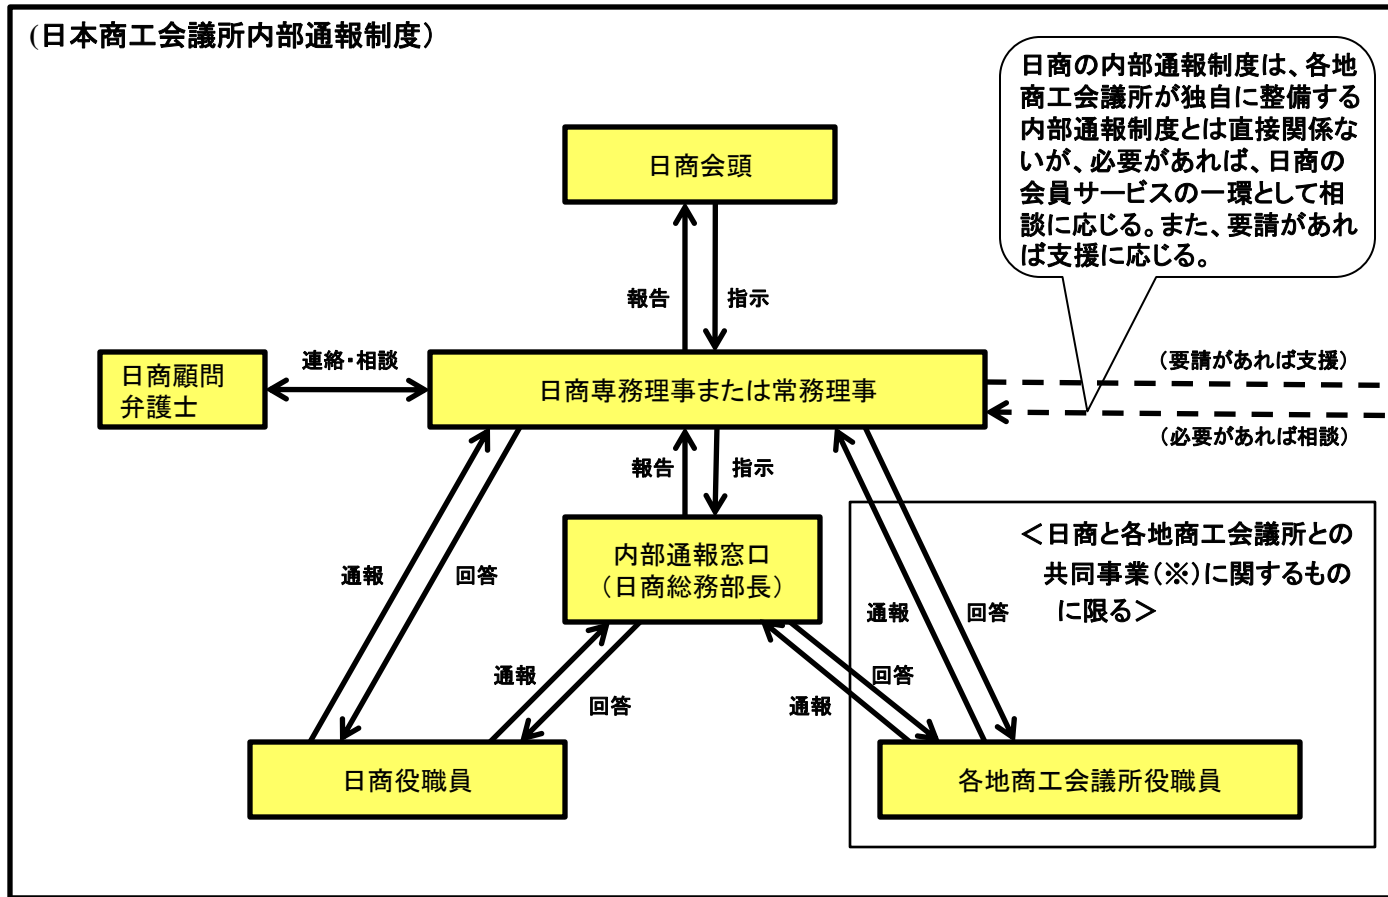 (日本商工会議所内部通報制度)
日商の内部通報制度は、各地
商工会議所が独自に整備する
内部通報制度とは直接関係な
いが、必要があれば、日商の
会員サービスの一環として相
談に応じる。また、要請があれ
ば支援に応じる。
日商会頭
報告
指示
日商顧問
弁護士
連絡・相談
日商専務理事または常務理事
(要請があれば支援)
(必要があれば相談)
報告
指示
内部通報窓口
(日商総務部長)
<日商と各地商工会議所との
共同事業(※)に関するもの
に限る>
通報
回答
通報
回答
通報
回答
回答
通報
日商役職員
各地商工会議所役職員